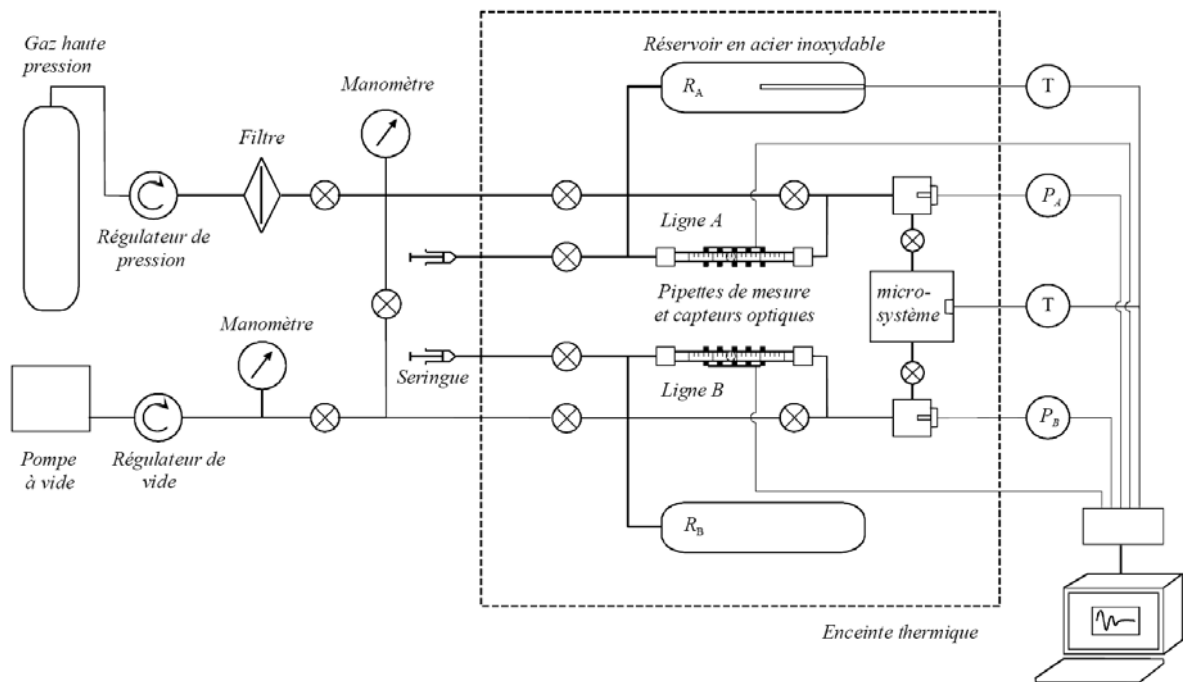 Gaz haute
pression
Réservoir en acier inoxydable
Manomètre
R_A
T
Filtre
P_A
Régulateur de
pression
Ligne A
Pipettes de mesure
et capteurs optiques
micro-
système
T
Manomètre
Seringue
Ligne B
P_B
Pompe
à vide
Régulateur de
vide
R_B
Enceinte thermique